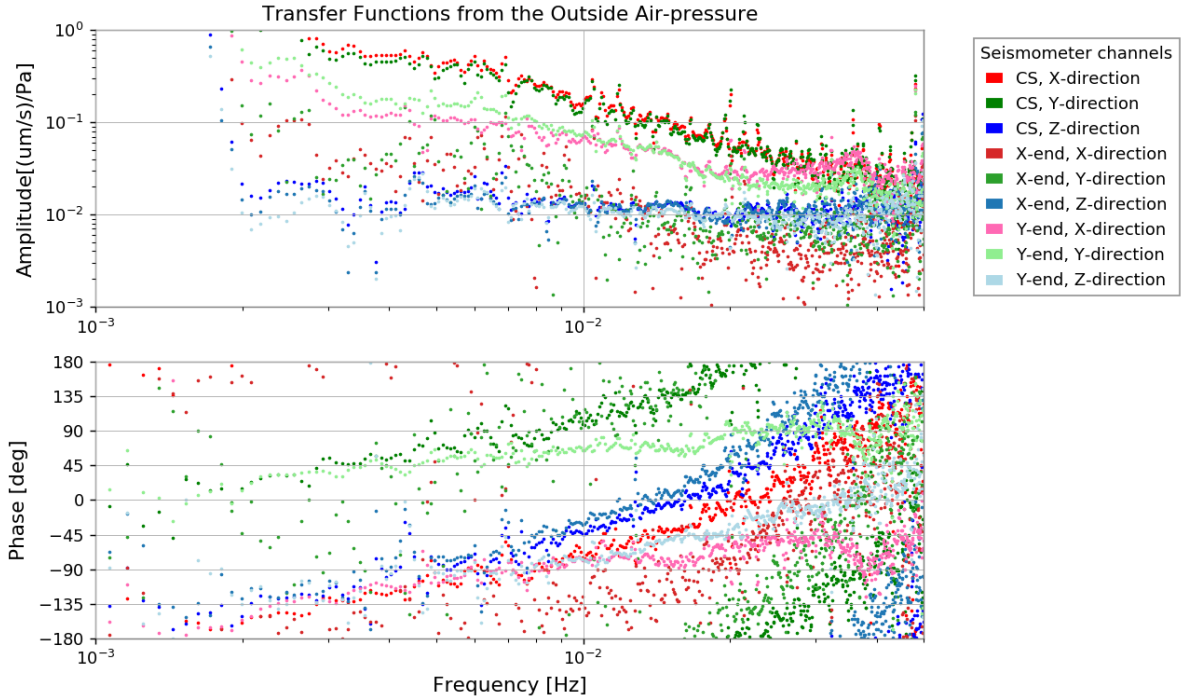 Transfer Functions from the Outside Air-pressure
Amplitude[(um/s)/Pa]
10⁰
10⁻¹
10⁻²
10⁻³
10⁻³
10⁻²
Seismometer channels
CS, X-direction
CS, Y-direction
CS, Z-direction
X-end, X-direction
X-end, Y-direction
X-end, Z-direction
Y-end, X-direction
Y-end, Y-direction
Y-end, Z-direction
Phase [deg]
180
135
90
45
0
−45
−90
−135
−180
10⁻³
10⁻²
Frequency [Hz]